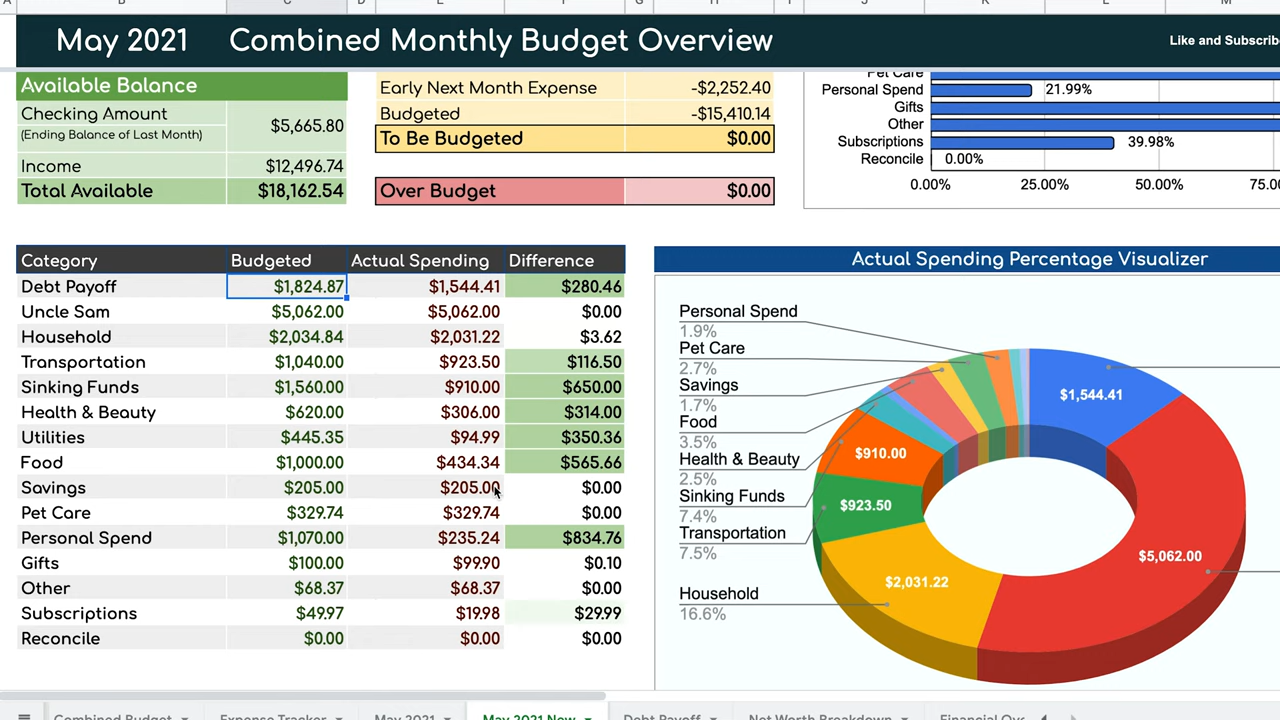 May 2021 Combined Monthly Budget Overview
Like and Subscrib
Available Balance
Checking Amount $5,665.80
(Ending Balance of Last Month)
Income $12,496.74
Total Available $18,162.54
Early Next Month Expense -$2,252.40
Budgeted -$15,410.14
To Be Budgeted $0.00
Over Budget $0.00
Pet Care
Personal Spend 21.99%
Gifts
Other
Subscriptions 39.98%
Reconcile 0.00%
0.00% 25.00% 50.00% 75.0
Category Budgeted Actual Spending Difference
Debt Payoff $1,824.87 $1,544.41 $280.46
Uncle Sam $5,062.00 $5,062.00 $0.00
Household $2,034.84 $2,031.22 $3.62
Transportation $1,040.00 $923.50 $116.50
Sinking Funds $1,560.00 $910.00 $650.00
Health & Beauty $620.00 $306.00 $314.00
Utilities $445.35 $94.99 $350.36
Food $1,000.00 $434.34 $565.66
Savings $205.00 $205.00 $0.00
Pet Care $329.74 $329.74 $0.00
Personal Spend $1,070.00 $235.24 $834.76
Gifts $100.00 $99.90 $0.10
Other $68.37 $68.37 $0.00
Subscriptions $49.97 $19.98 $29.99
Reconcile $0.00 $0.00 $0.00
Actual Spending Percentage Visualizer
Personal Spend
1.9%
Pet Care
2.7%
Savings
1.7%
Food
3.5%
Health & Beauty
2.5%
Sinking Funds
7.4%
Transportation
7.5%
Household
16.6%
$1,544.41
$910.00
$923.50
$5,062.00
$2,031.22
Combined Budget Expense Tracker May 2021 May 2021 New Debt Payoff Net Worth Breakdown Financial Ove